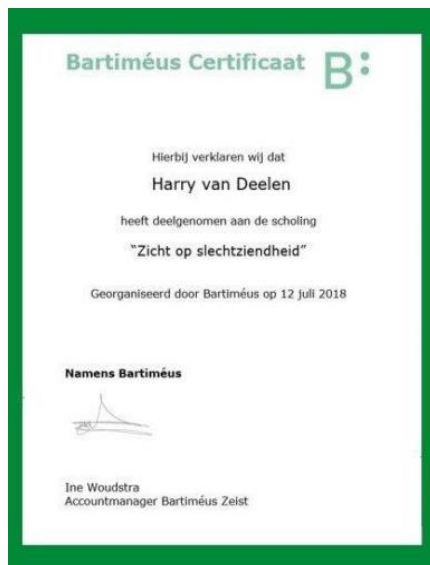 Bartiméus Certificaat B:
Hierbij verklaren wij dat
Harry van Deelen
heeft deelgenomen aan de scholing
“Zicht op slechtziendheid”
Georganiseerd door Bartiméus op 12 juli 2018
Namens Bartiméus
Ine Woudstra
Accountmanager Bartiméus Zeist